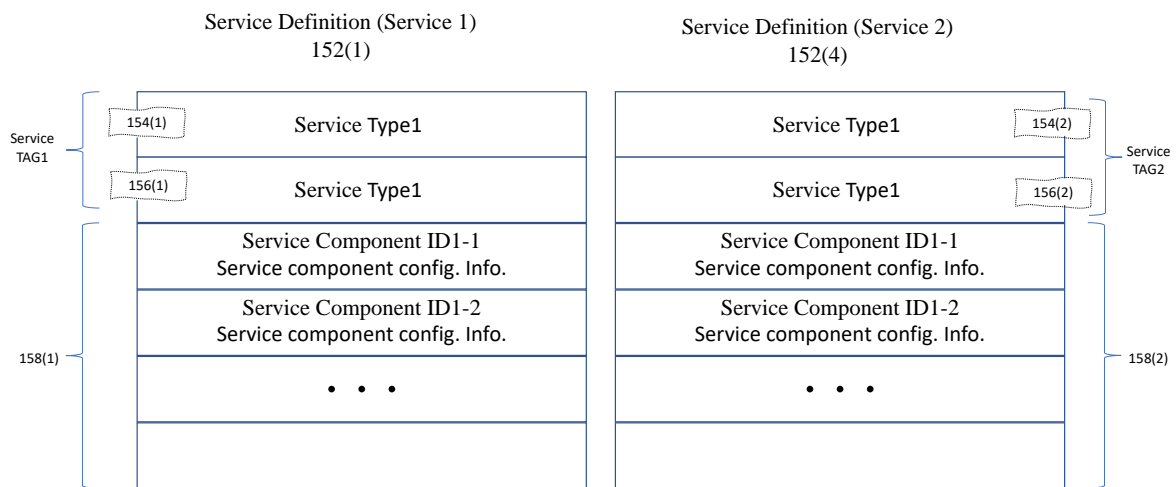 Service Definition (Service 1)
152(1)
Service Definition (Service 2)
152(4)
Service
TAG1
154(1)
Service Type1
156(1)
Service Type1
158(1)
Service Component ID1-1
Service component config. Info.
Service Component ID1-2
Service component config. Info.
• • •
Service Type1
154(2)
Service Type1
156(2)
Service
TAG2
Service Component ID1-1
Service component config. Info.
Service Component ID1-2
Service component config. Info.
• • •
158(2)